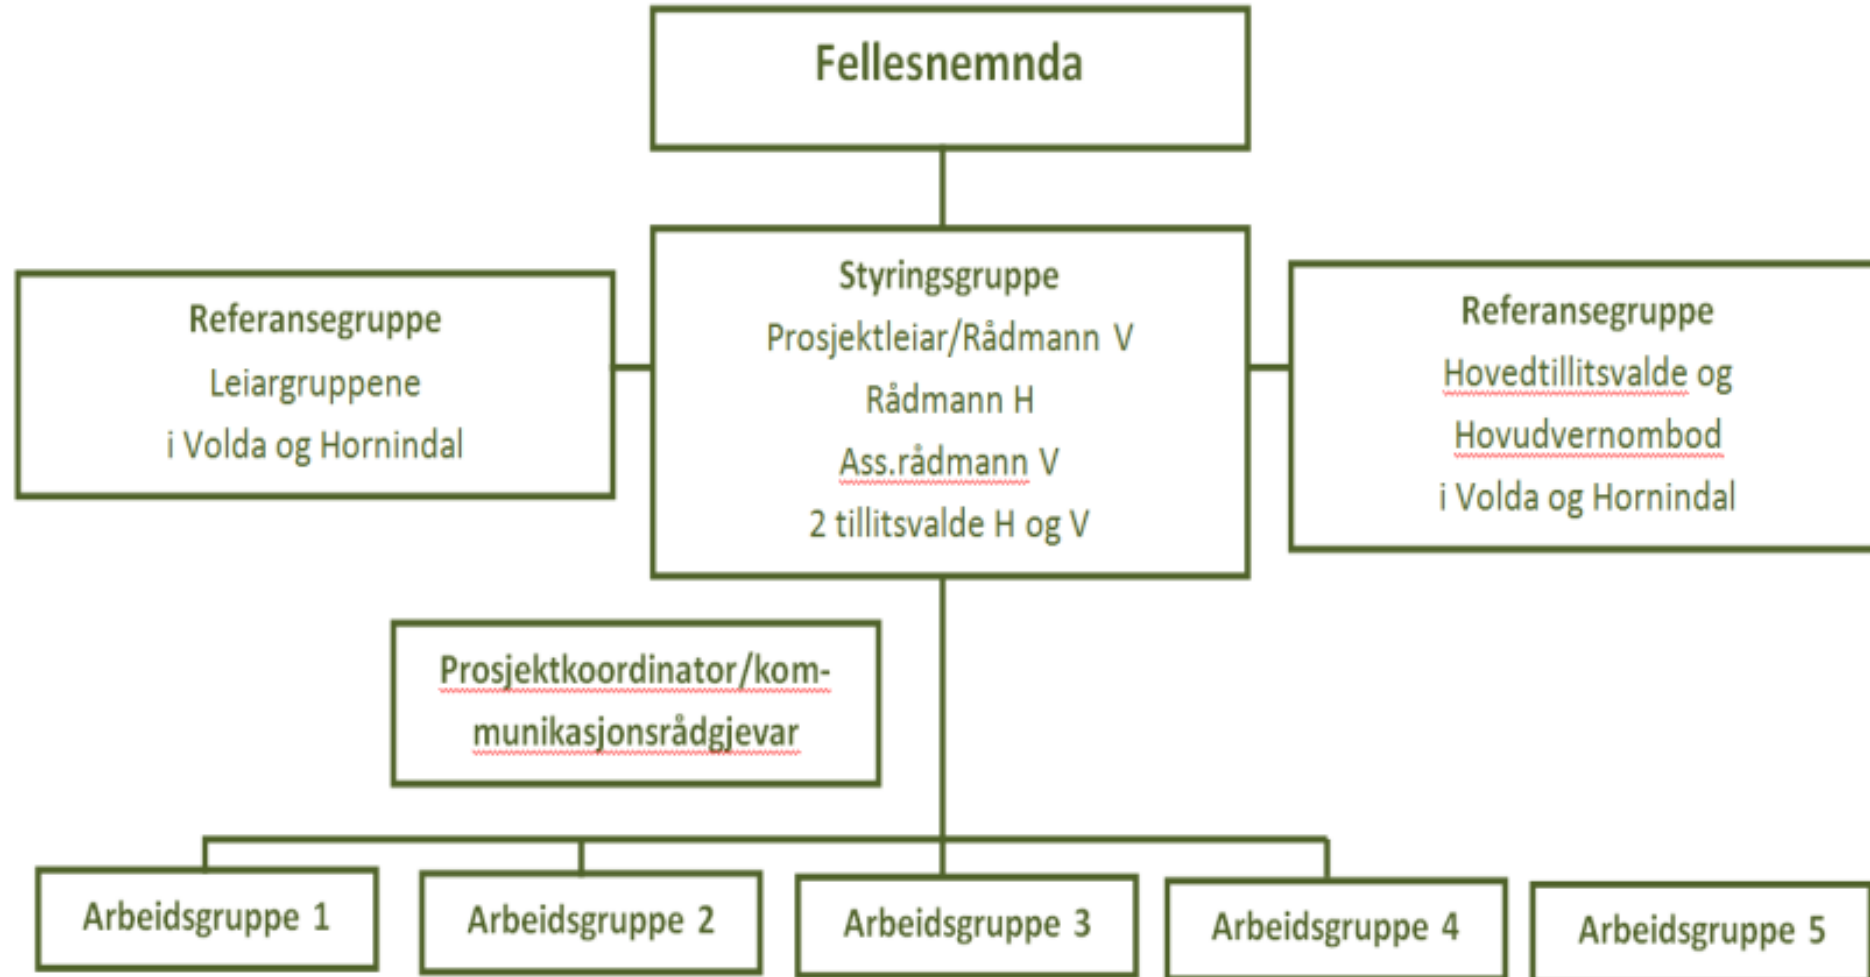 Fellesnemnda
Referansegruppe
Leiargruppene
i Volda og Hornindal
Styringsgruppe
Prosjektleiar/Rådmann V
Rådmann H
Ass.rådmann V
2 tillitsvalde H og V
Referansegruppe
Hovedtillitsvalde og
Hovudvernombod
i Volda og Hornindal
Prosjektkoordinator/kom-
munikasjonsrådgjevar
Arbeidsgruppe 1
Arbeidsgruppe 2
Arbeidsgruppe 3
Arbeidsgruppe 4
Arbeidsgruppe 5